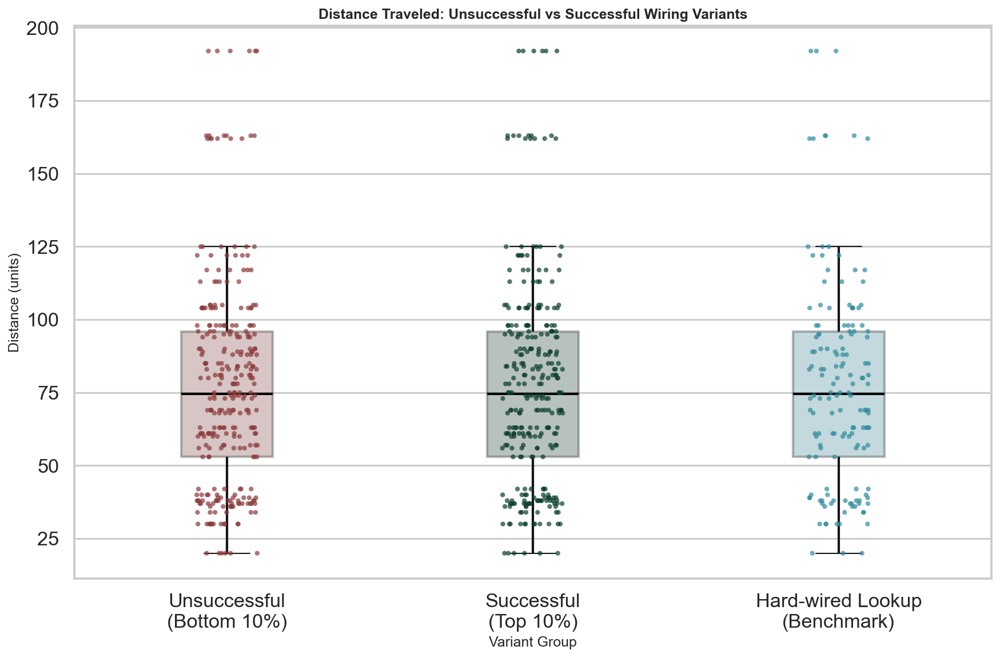 Distance Traveled: Unsuccessful vs Successful Wiring Variants
200
175
150
125
100
75
50
25
Distance (units)
Unsuccessful
(Bottom 10%)
Successful
(Top 10%)
Hard-wired Lookup
(Benchmark)
Variant Group